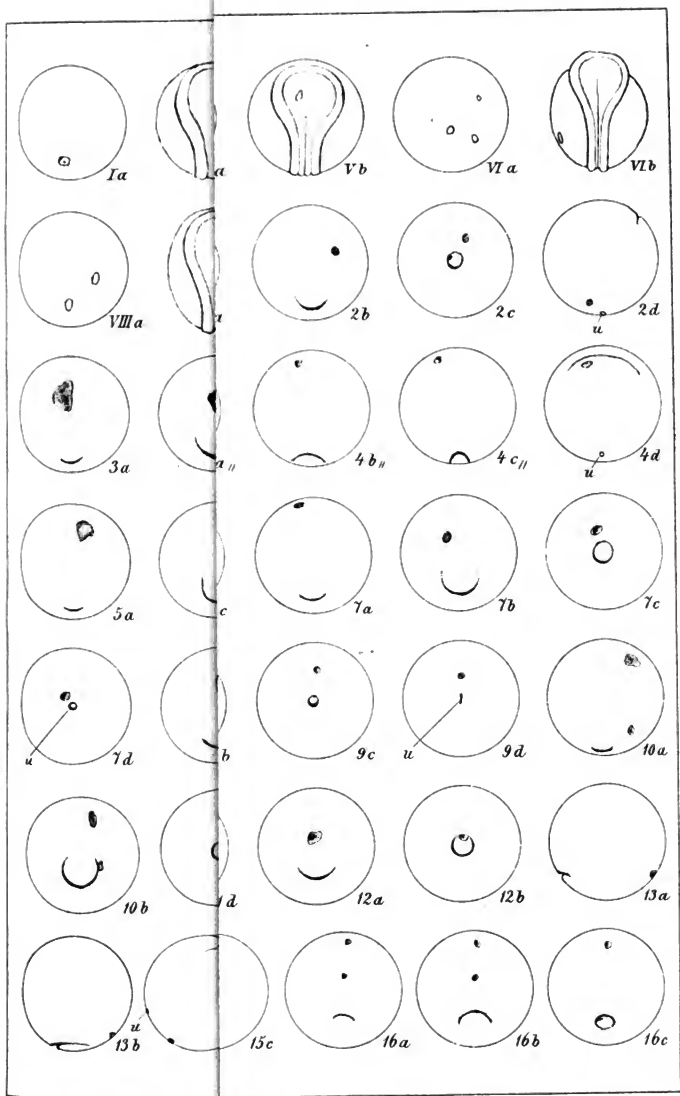 Ia a Vb VIa VIb
VIIIa a 2b 2c 2d
u
3a a,, 4b,, 4c,, 4d
u
5a c 7a 7b 7c
7d b 9c 9d 10a
u u
10b 1d 12a 12b 13a
13b u 15c 16a 16b 16c